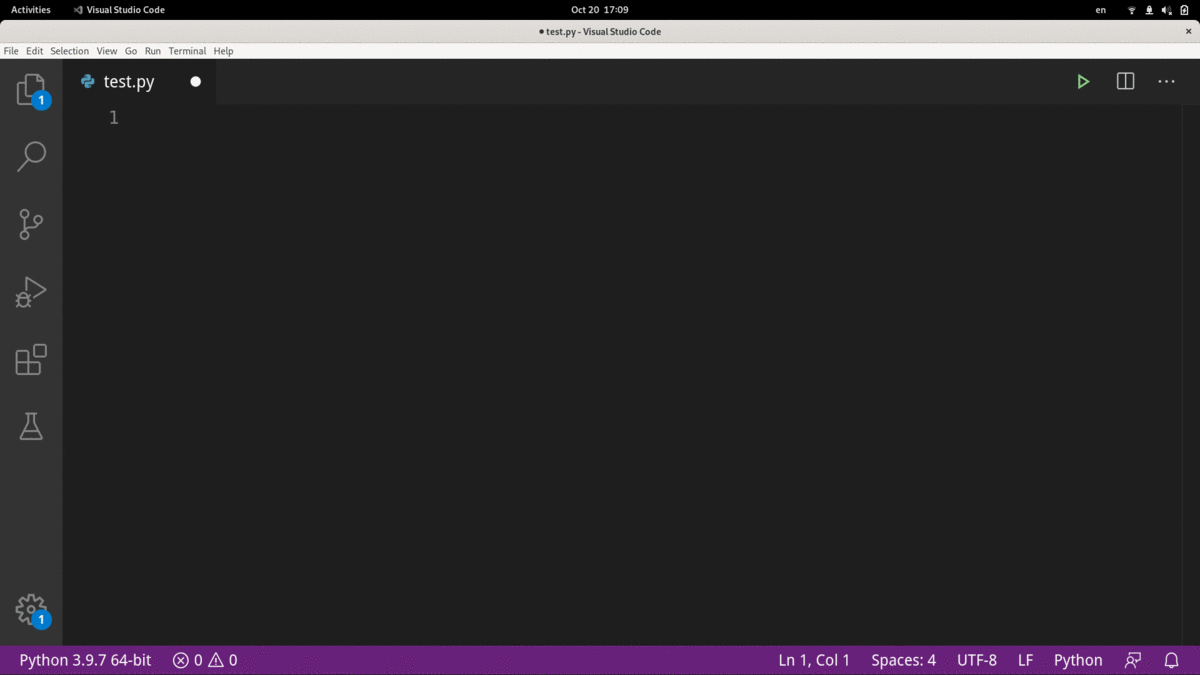 Activities Visual Studio Code Oct 20 17:09 en
● test.py - Visual Studio Code ×
File Edit Selection View Go Run Terminal Help
test.py
1
1
1
Python 3.9.7 64-bit 0 0 Ln 1, Col 1 Spaces: 4 UTF-8 LF Python